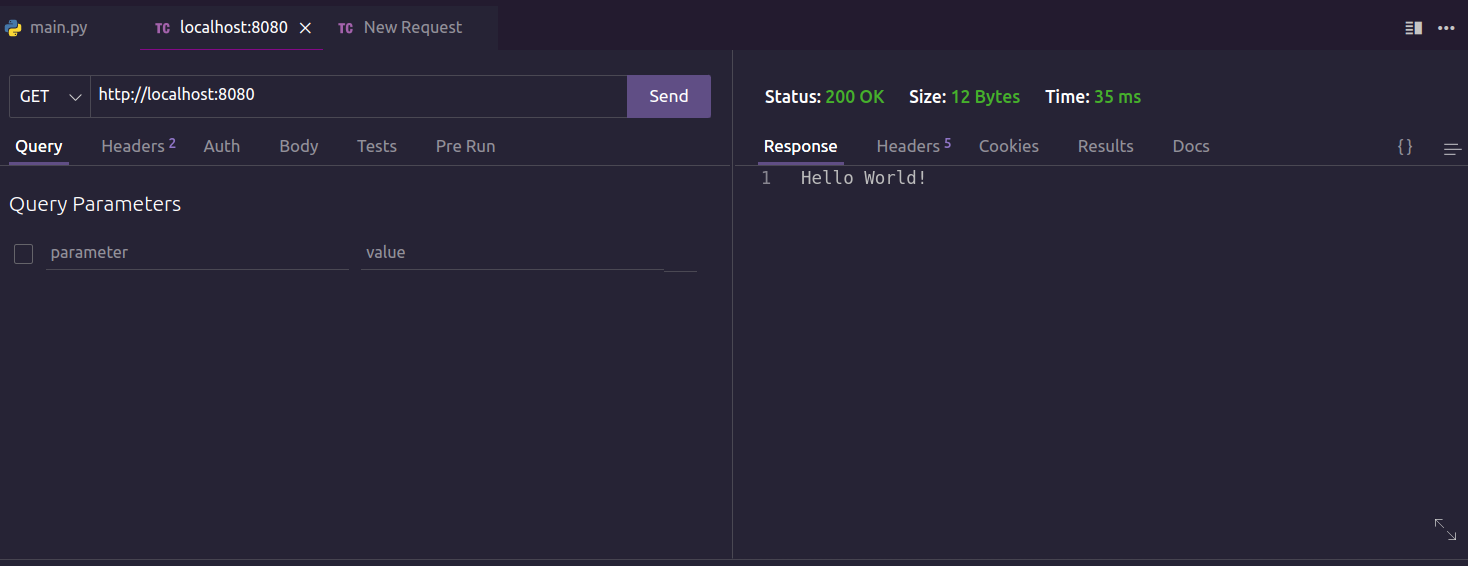 main.py TC localhost:8080 TC New Request
GET http://localhost:8080 Send
Query Headers 2 Auth Body Tests Pre Run
Query Parameters
parameter value
Status: 200 OK Size: 12 Bytes Time: 35 ms
Response Headers 5 Cookies Results Docs {}
1 Hello World!